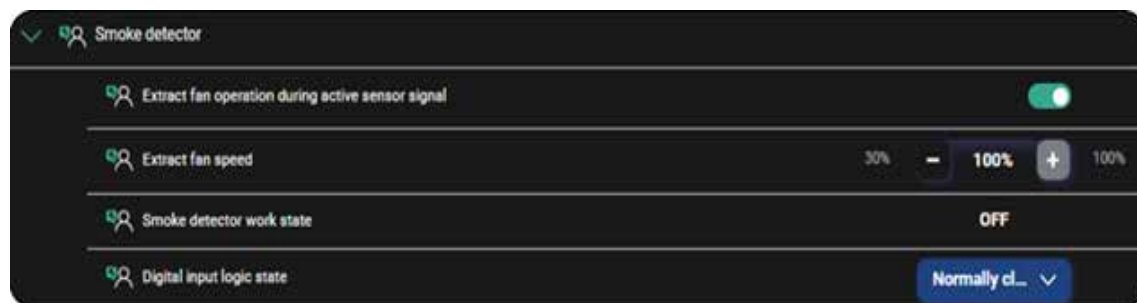 Smoke detector
Extract fan operation during active sensor signal
Extract fan speed 30% − 100% + 100%
Smoke detector work state OFF
Digital input logic state Normally cl...